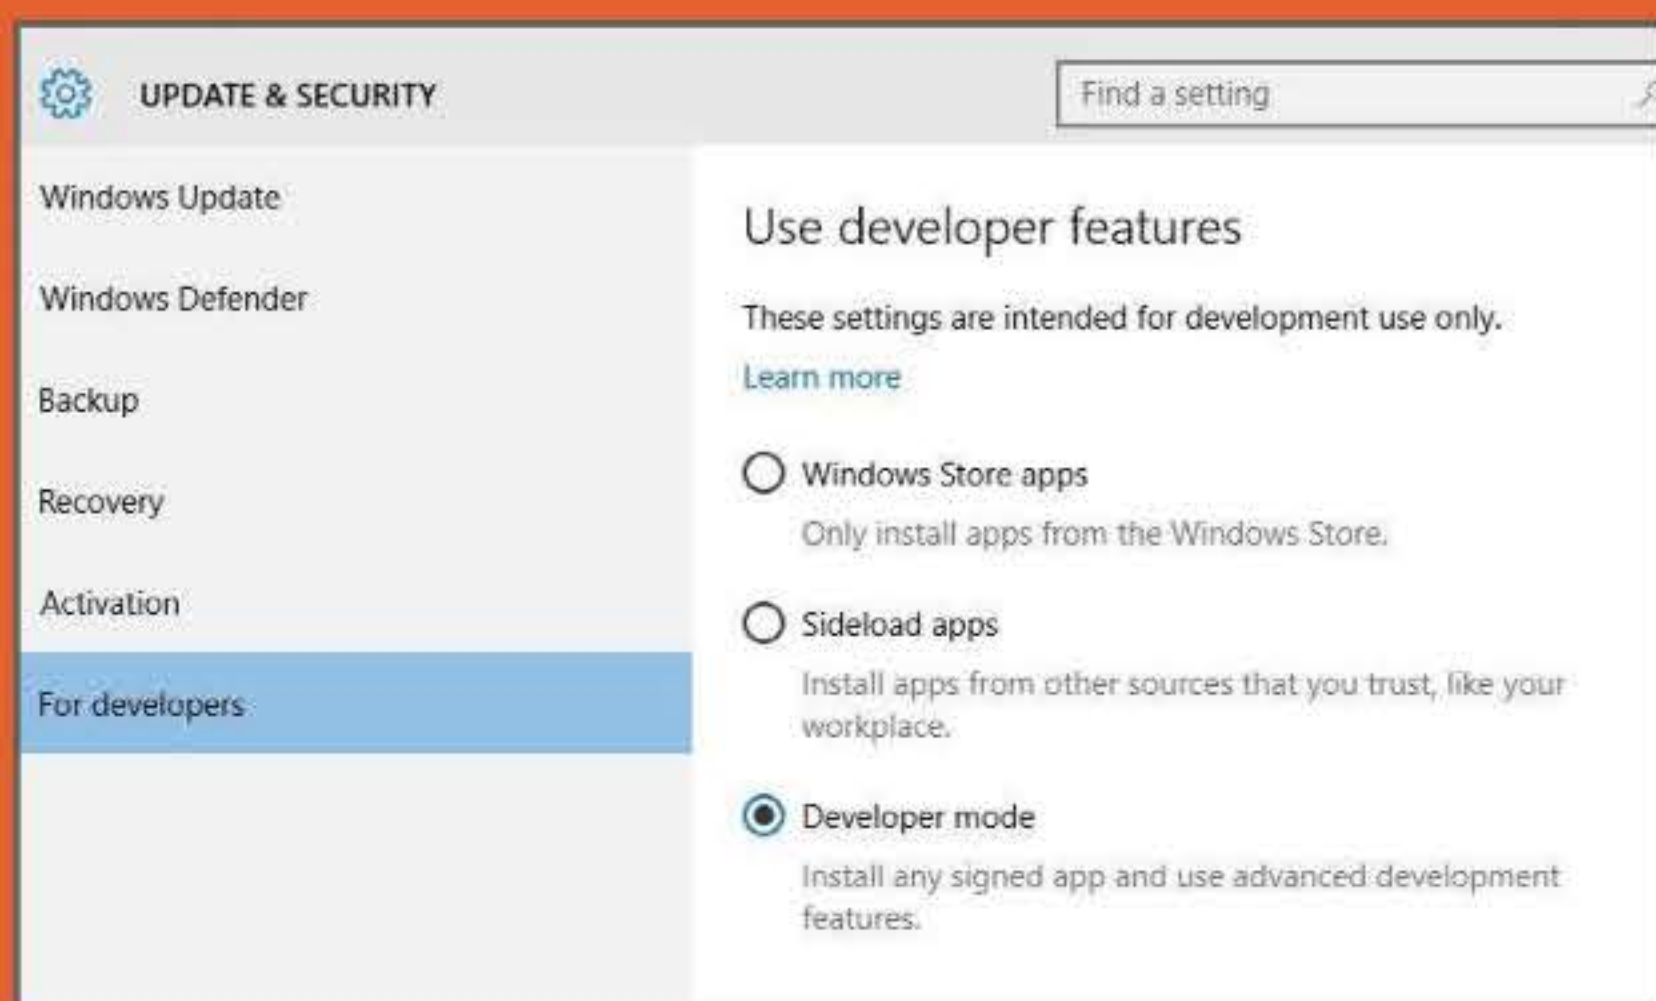 UPDATE & SECURITY
Find a setting
Windows Update
Windows Defender
Backup
Recovery
Activation
For developers
Use developer features
These settings are intended for development use only.
Learn more
Windows Store apps
Only install apps from the Windows Store.
Sideload apps
Install apps from other sources that you trust, like your
workplace.
Developer mode
Install any signed app and use advanced development
features.